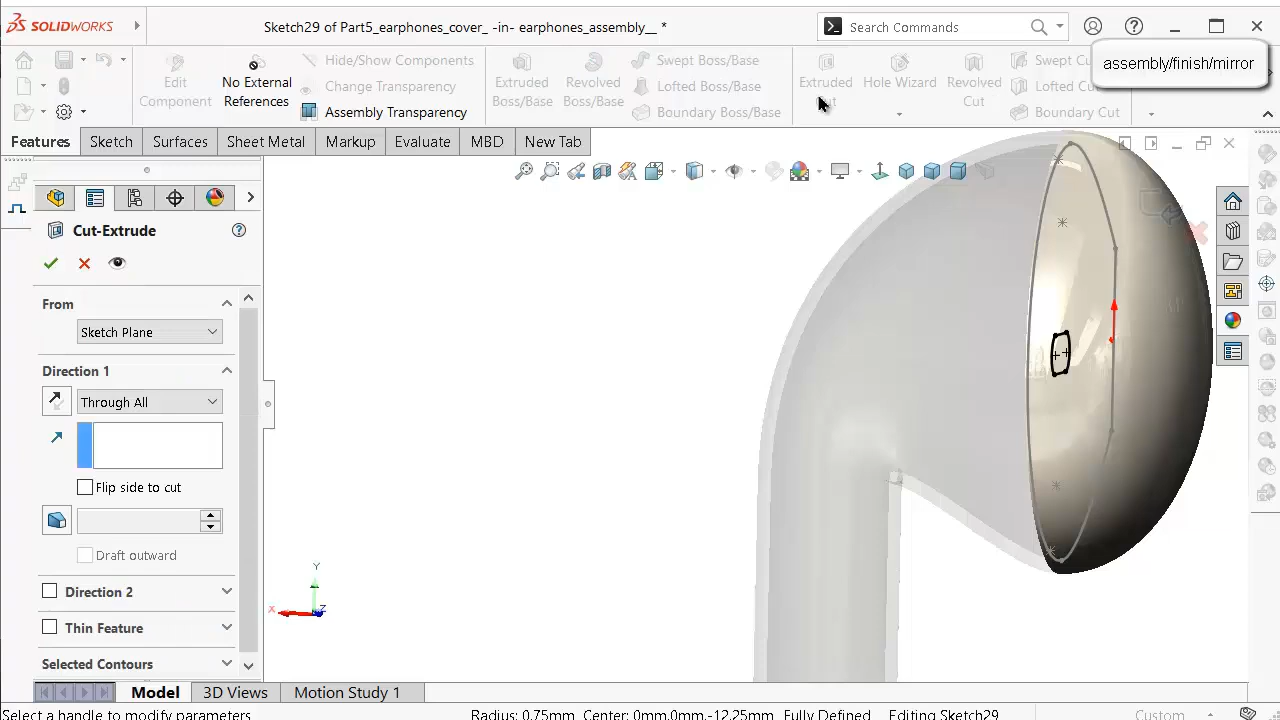 SOLIDWORKS
Sketch29 of Part5_earphones_cover_ -in- earphones_assembly__ *
Search Commands
assembly/finish/mirror
Edit
Component
No External
References
Show/Hide Components
Change Transparency
Assembly Transparency
Extruded
Boss/Base
Revolved
Boss/Base
Swept Boss/Base
Lofted Boss/Base
Boundary Boss/Base
Extruded
Cut
Hole Wizard
Revolved
Cut
Swept Cu
Lofted Cu
Boundary Cut
Features
Sketch
Surfaces
Sheet Metal
Markup
Evaluate
MBD
New Tab
Cut-Extrude
From
Sketch Plane
Direction 1
Through All
Flip side to cut
Draft outward
Direction 2
Thin Feature
Selected Contours
Y
X
Z
Model
3D Views
Motion Study 1
Select a handle to modify parameters
Radius: 0.75mm, Center: 0mm,0mm,-12.25mm
Fully Defined
Editing Sketch29
Custom